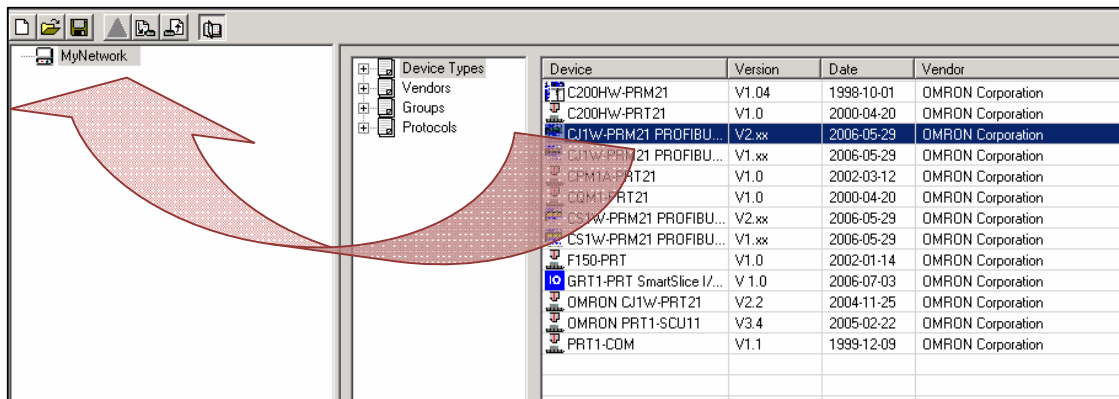 MyNetwork
Device Types
Vendors
Groups
Protocols
Device Version Date Vendor
C200HW-PRM21 V1.04 1998-10-01 OMRON Corporation
C200HW-PRT21 V1.0 2000-04-20 OMRON Corporation
CJ1W-PRM21 PROFIBU... V2.xx 2006-05-29 OMRON Corporation
CJ1W-PRM21 PROFIBU... V1.xx 2006-05-29 OMRON Corporation
CPM1A-PRT21 V1.0 2002-03-12 OMRON Corporation
CQM1-PRT21 V1.0 2000-04-20 OMRON Corporation
CS1W-PRM21 PROFIBU... V2.xx 2006-05-29 OMRON Corporation
CS1W-PRM21 PROFIBU... V1.xx 2006-05-29 OMRON Corporation
F150-PRT V1.0 2002-01-14 OMRON Corporation
IO GRT1-PRT SmartSlice I/... V 1.0 2006-07-03 OMRON Corporation
OMRON CJ1W-PRT21 V2.2 2004-11-25 OMRON Corporation
OMRON PRT1-SCU11 V3.4 2005-02-22 OMRON Corporation
PRT1-COM V1.1 1999-12-09 OMRON Corporation